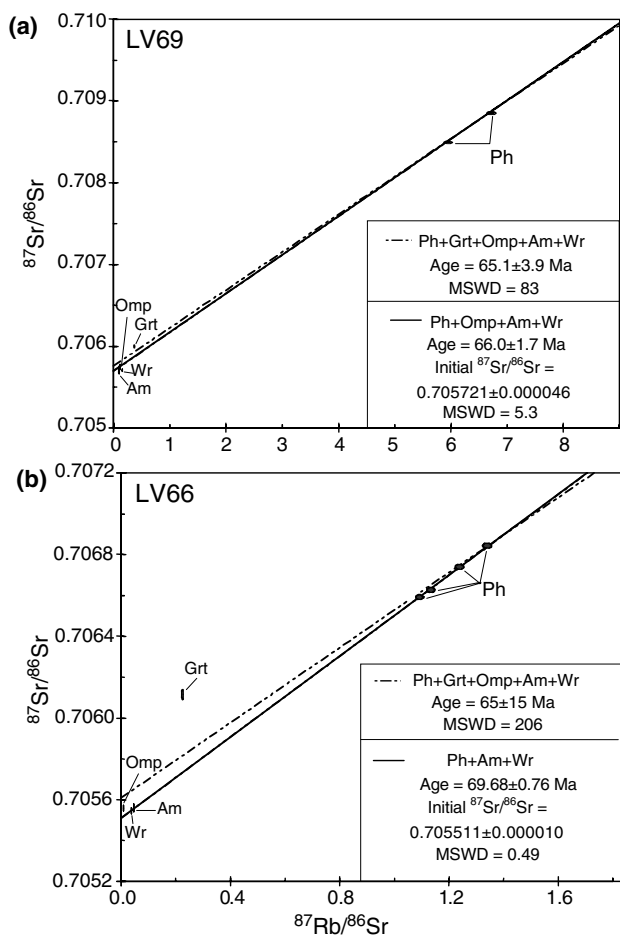 (a)
LV69
0.710
0.709
0.708
0.707
0.706
0.705
87Sr/86Sr
Ph
Omp
Grt
Wr
Am
Ph+Grt+Omp+Am+Wr
Age = 65.1±3.9 Ma
MSWD = 83
Ph+Omp+Am+Wr
Age = 66.0±1.7 Ma
Initial 87Sr/86Sr =
0.705721±0.000046
MSWD = 5.3
0 1 2 3 4 5 6 7 8
(b)
LV66
0.7072
0.7068
0.7064
0.7060
0.7056
0.7052
87Sr/86Sr
Ph
Grt
Omp
Am
Wr
Ph+Grt+Omp+Am+Wr
Age = 65±15 Ma
MSWD = 206
Ph+Am+Wr
Age = 69.68±0.76 Ma
Initial 87Sr/86Sr =
0.705511±0.000010
MSWD = 0.49
0.0 0.4 0.8 1.2 1.6
87Rb/86Sr